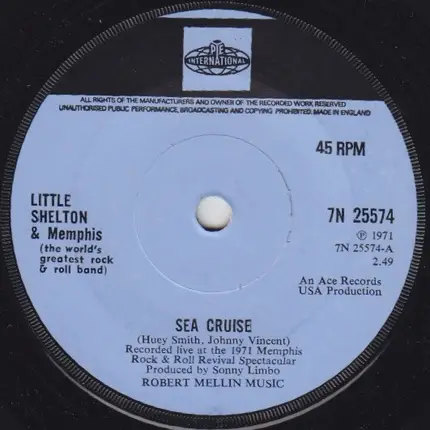 PYE
INTERNATIONAL
ALL RIGHTS OF THE MANUFACTURERS AND OWNER OF THE RECORDED WORK RESERVED
UNAUTHORISED PUBLIC PERFORMANCE, BROADCASTING AND COPYING PROHIBITED. MADE IN ENGLAND
45 RPM
LITTLE
SHELTON
& Memphis
(the world's
greatest rock
& roll band)
7N 25574
℗ 1971
7N 25574-A
2.49
An Ace Records
USA Production
SEA CRUISE
(Huey Smith, Johnny Vincent)
Recorded live at the 1971 Memphis
Rock & Roll Revival Spectacular
Produced by Sonny Limbo
ROBERT MELLIN MUSIC